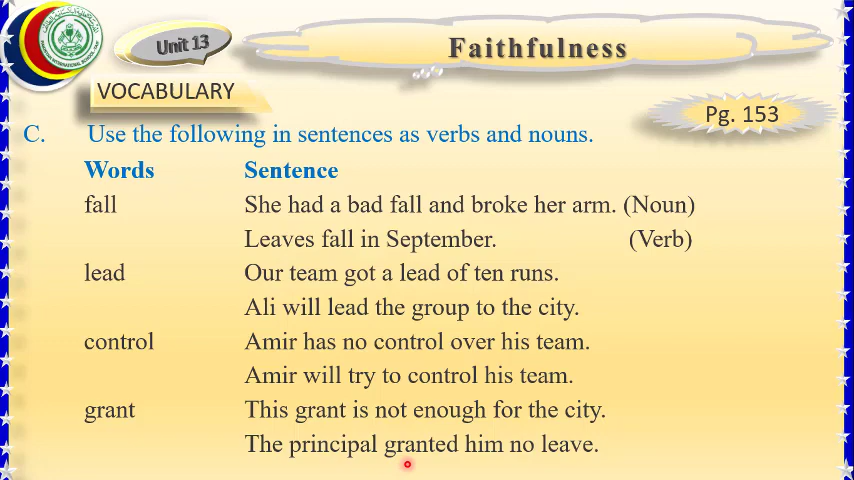 Unit 13
Faithfulness
VOCABULARY
Pg. 153
C. Use the following in sentences as verbs and nouns.
Words Sentence
fall She had a bad fall and broke her arm. (Noun)
Leaves fall in September. (Verb)
lead Our team got a lead of ten runs.
Ali will lead the group to the city.
control Amir has no control over his team.
Amir will try to control his team.
grant This grant is not enough for the city.
The principal granted him no leave.